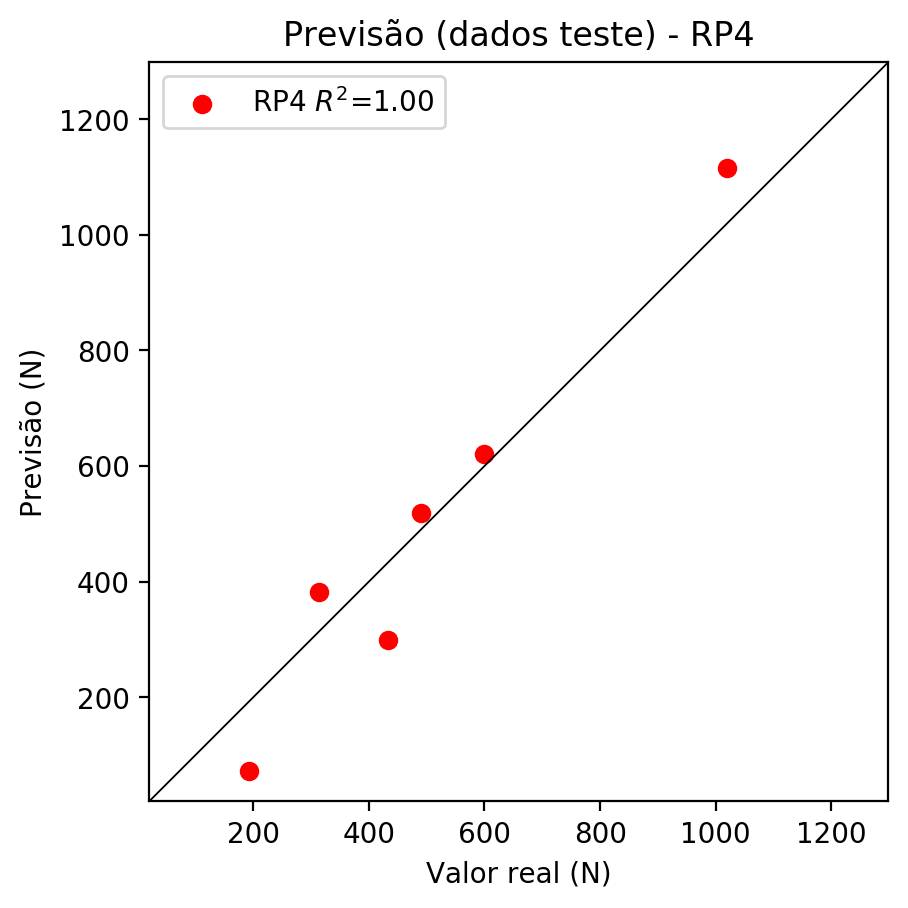 Previsão (dados teste) - RP4
RP4 $R^2$=1.00
Previsão (N)
1200
1000
800
600
400
200
200 400 600 800 1000 1200
Valor real (N)